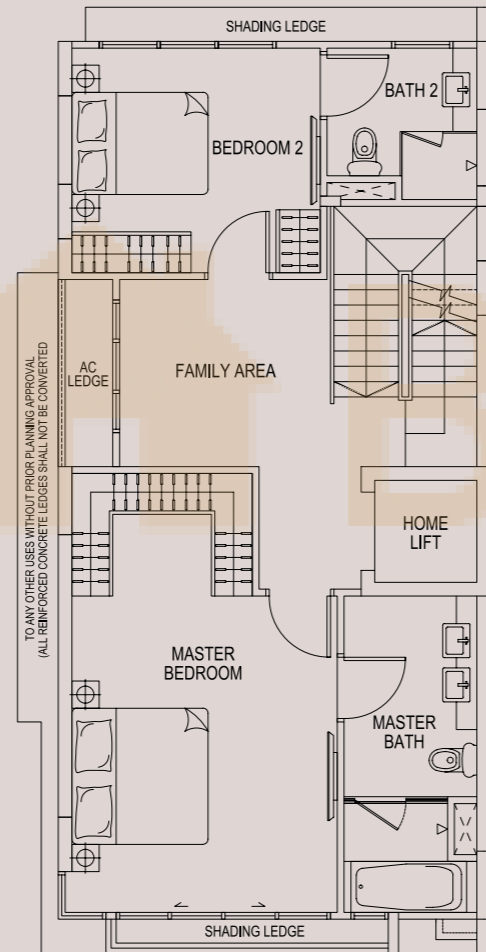 SHADING LEDGE
BATH 2
BEDROOM 2
AC
LEDGE
FAMILY AREA
TO ANY OTHER USES WITHOUT PRIOR PLANNING APPROVAL
(ALL REINFORCED CONCRETE LEDGES SHALL NOT BE CONVERTED
HOME
LIFT
MASTER
BEDROOM
MASTER
BATH
SHADING LEDGE